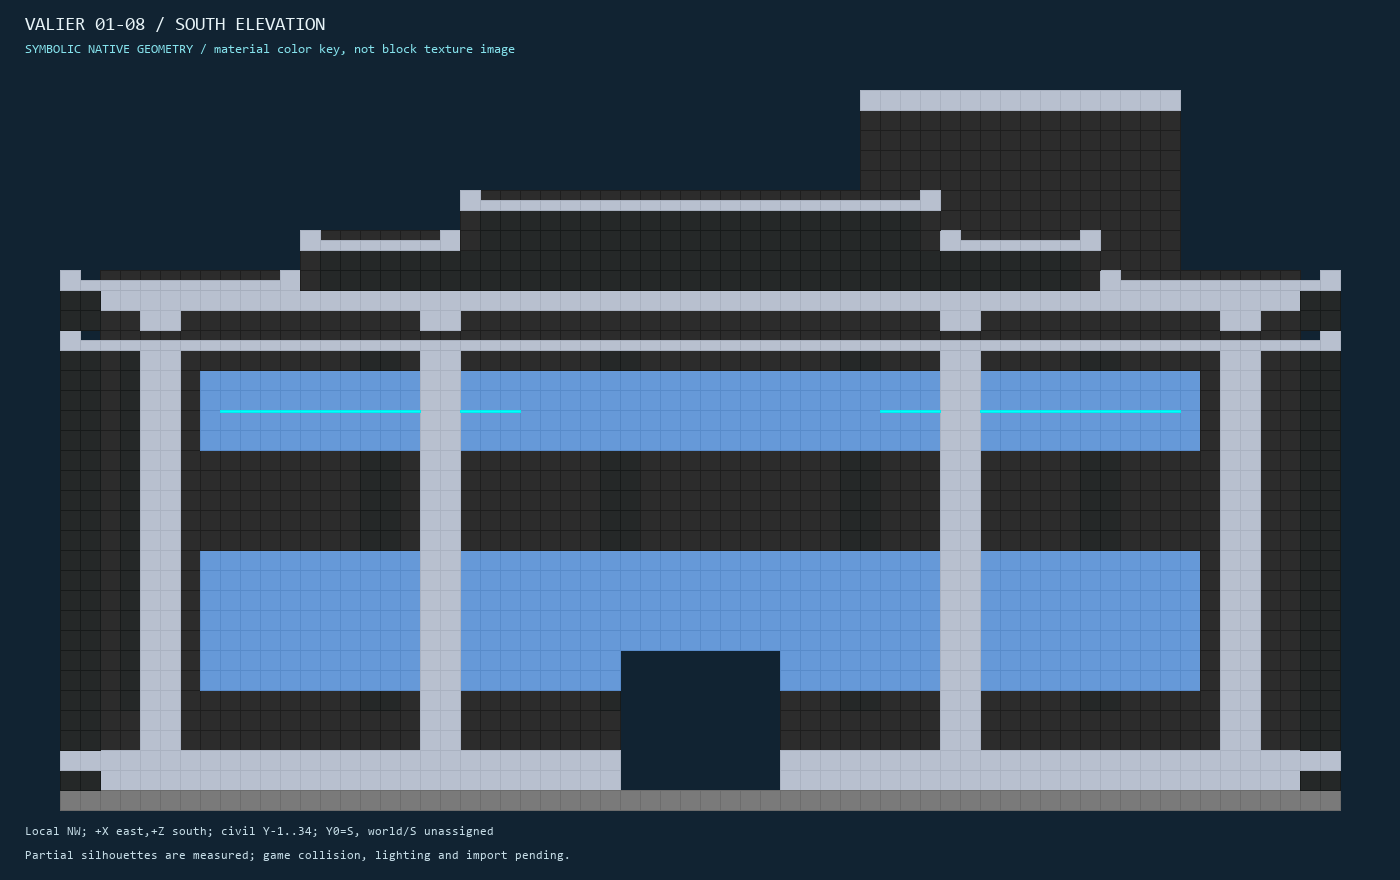 VALIER 01-08 / SOUTH ELEVATION
SYMBOLIC NATIVE GEOMETRY / material color key, not block texture image
Local NW; +X east,+Z south; civil Y-1..34; Y0=S, world/S unassigned
Partial silhouettes are measured; game collision, lighting and import pending.